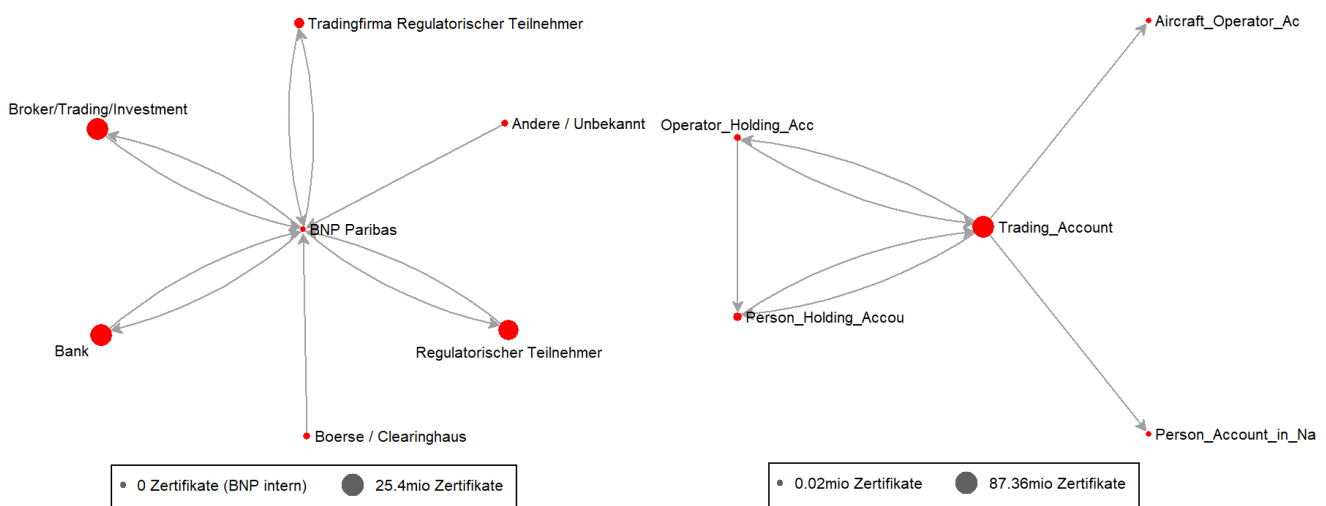 Tradingfirma Regulatorischer Teilnehmer
Broker/Trading/Investment
Andere / Unbekannt
BNP Paribas
Bank
Regulatorischer Teilnehmer
Boerse / Clearinghaus
0 Zertifikate (BNP intern)
25.4mio Zertifikate
Aircraft_Operator_Ac
Operator_Holding_Acc
Trading_Account
Person_Holding_Accou
Person_Account_in_Na
0.02mio Zertifikate
87.36mio Zertifikate